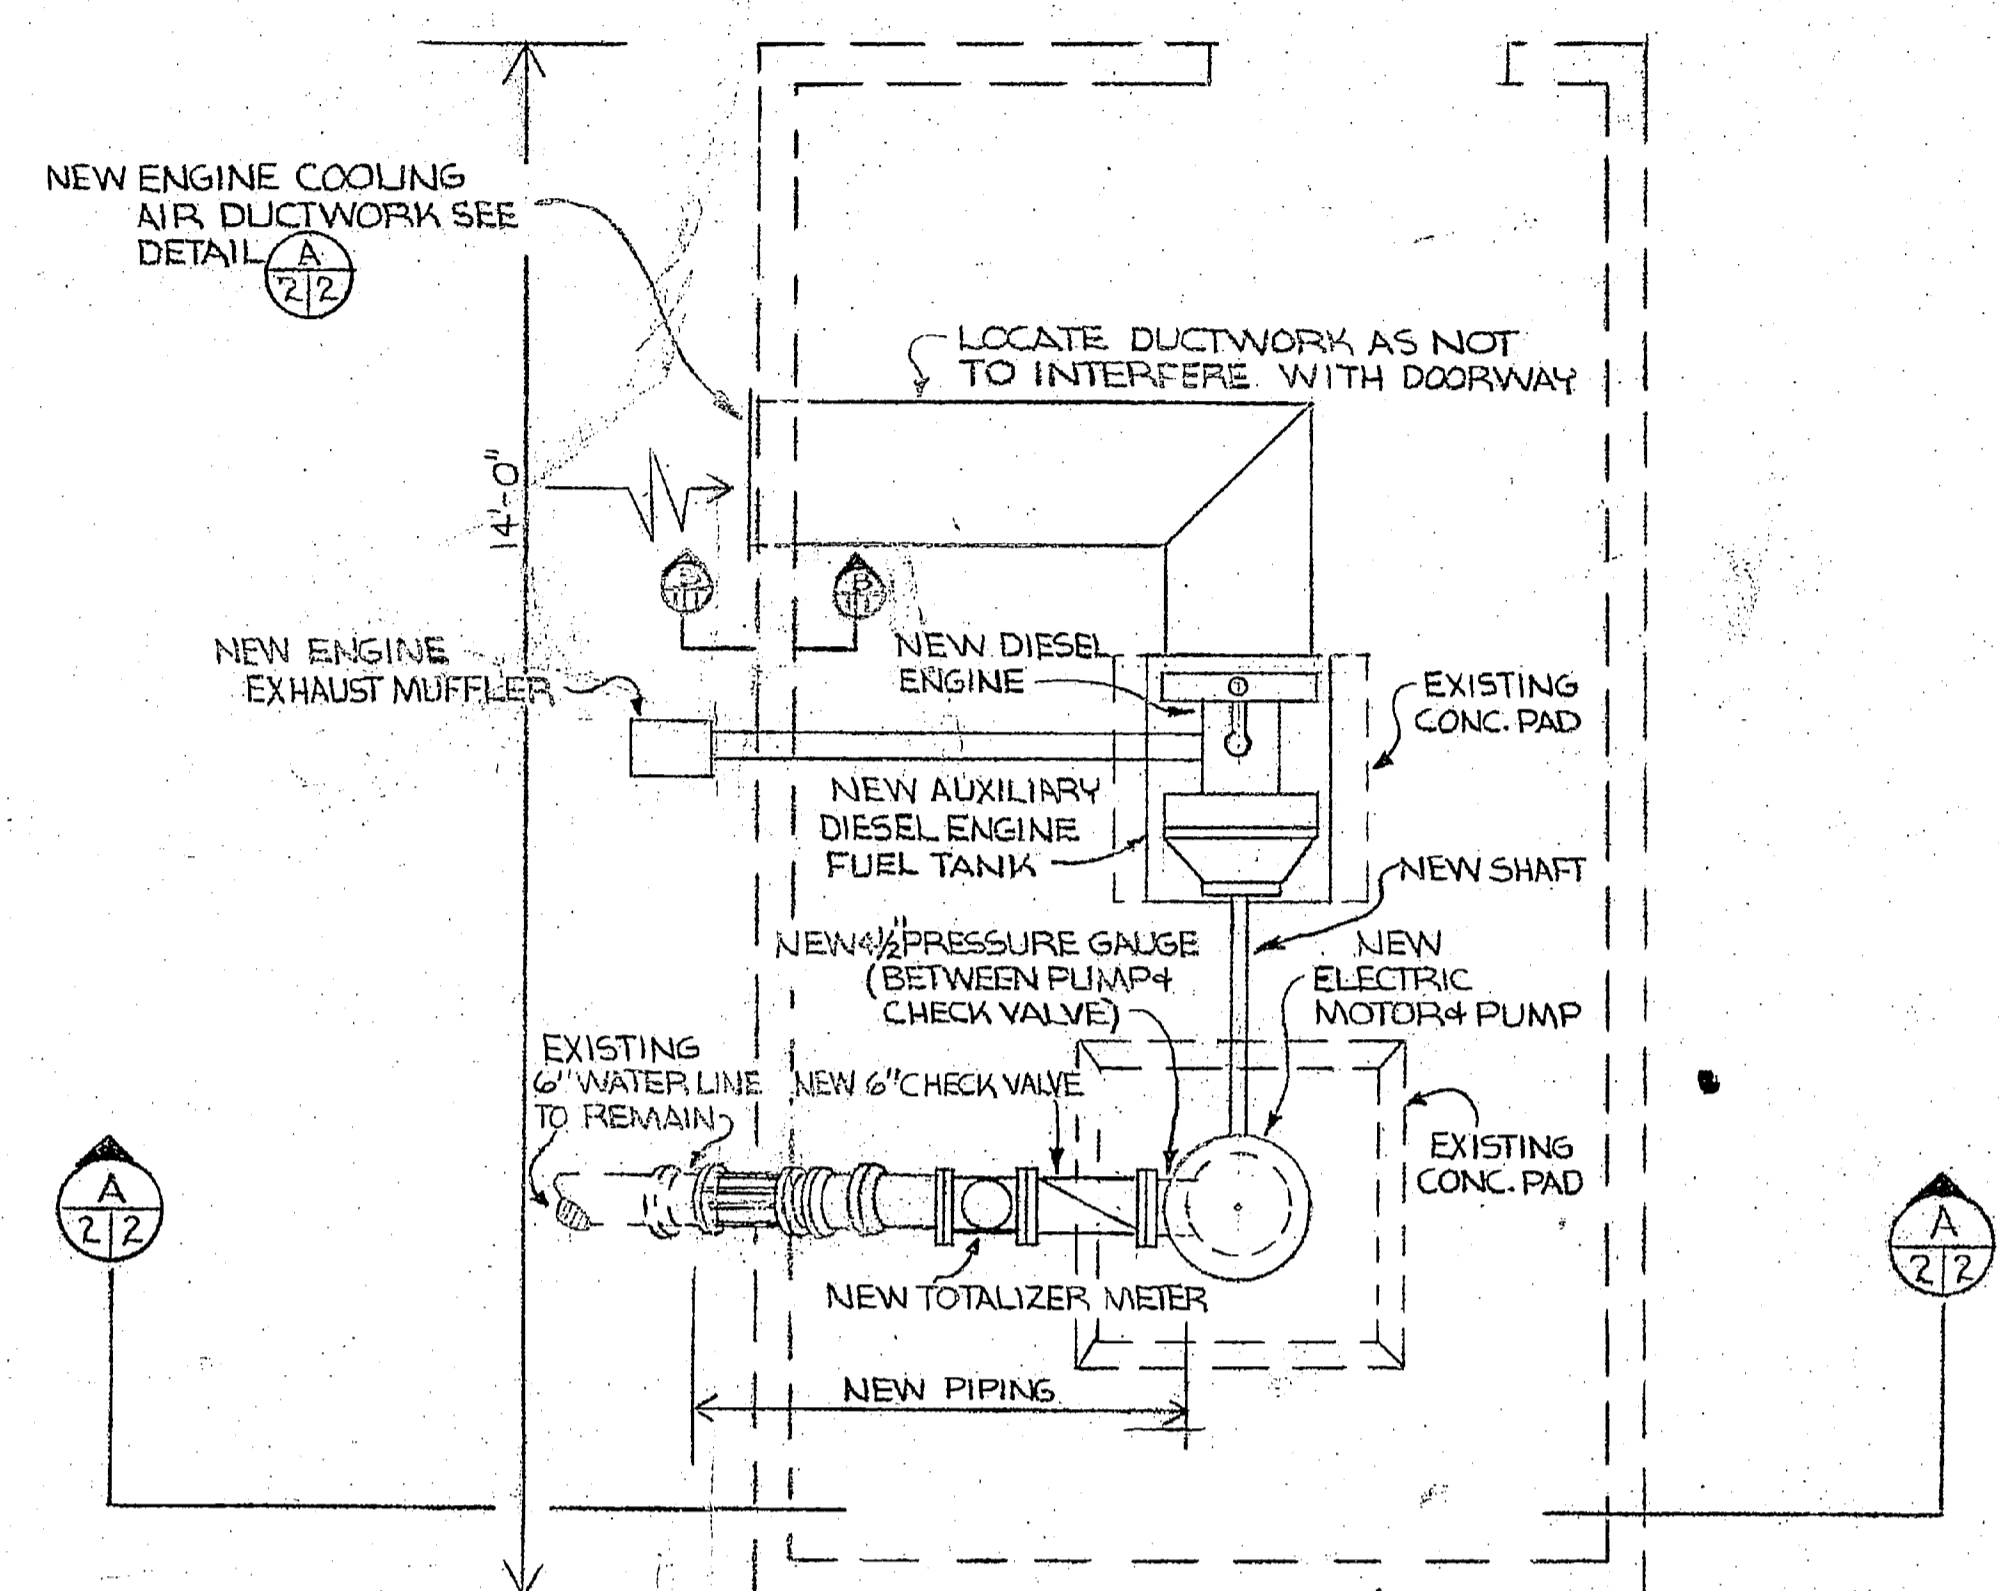 NEW ENGINE COOLING
AIR DUCTWORK SEE
DETAIL A
2 2
LOCATE DUCTWORK AS NOT
TO INTERFERE WITH DOORWAY
14'-0"
B
1 1
NEW ENGINE
EXHAUST MUFFLER
NEW DIESEL
ENGINE
EXISTING
CONC. PAD
NEW AUXILIARY
DIESEL ENGINE
FUEL TANK
NEW SHAFT
NEW 4½" PRESSURE GAUGE
(BETWEEN PUMP &
CHECK VALVE)
NEW
ELECTRIC
MOTOR & PUMP
EXISTING
6" WATER LINE
TO REMAIN
NEW 6" CHECK VALVE
EXISTING
CONC. PAD
A
2 2
A
2 2
NEW TOTALIZER METER
NEW PIPING